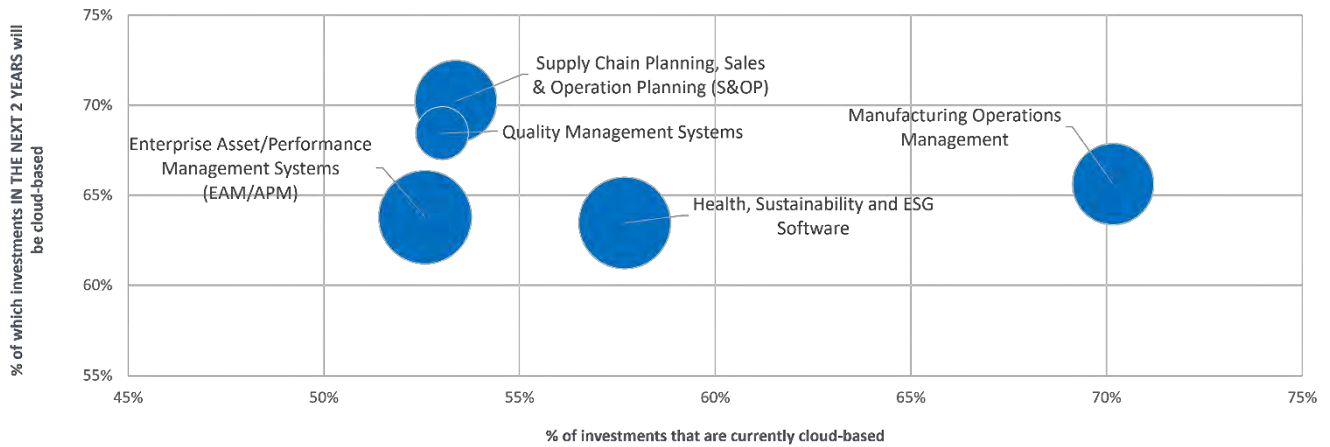 % of which investments IN THE NEXT 2 YEARS will
be cloud-based
75%
70%
65%
60%
55%
Supply Chain Planning, Sales
& Operation Planning (S&OP)
Quality Management Systems
Enterprise Asset/Performance
Management Systems
(EAM/APM)
Health, Sustainability and ESG
Software
Manufacturing Operations
Management
45%
50%
55%
60%
65%
70%
75%
% of investments that are currently cloud-based